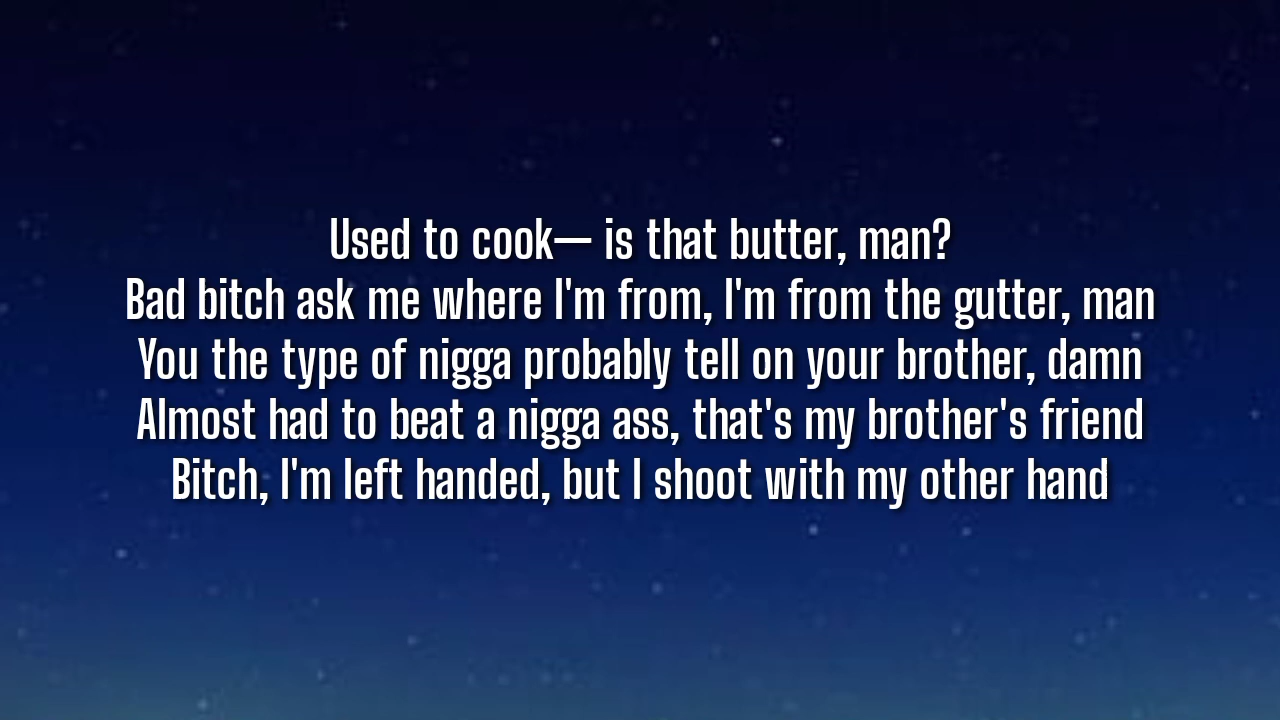 Used to cook— is that butter, man?
Bad bitch ask me where I'm from, I'm from the gutter, man
You the type of nigga probably tell on your brother, damn
Almost had to beat a nigga ass, that's my brother's friend
Bitch, I'm left handed, but I shoot with my other hand